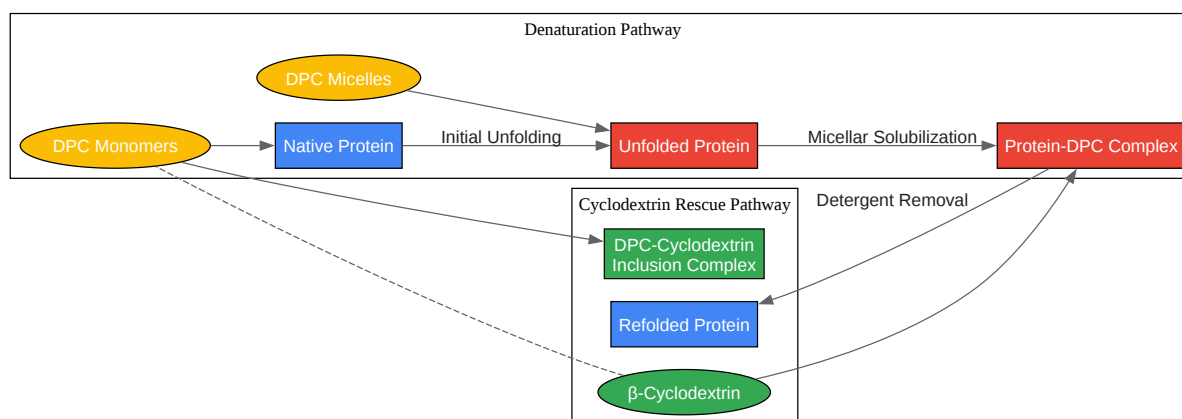 Denaturation Pathway
DPC Micelles
DPC Monomers
Native Protein
Initial Unfolding
Unfolded Protein
Micellar Solubilization
Protein-DPC Complex
Cyclodextrin Rescue Pathway
Detergent Removal
DPC-Cyclodextrin
Inclusion Complex
Refolded Protein
β-Cyclodextrin